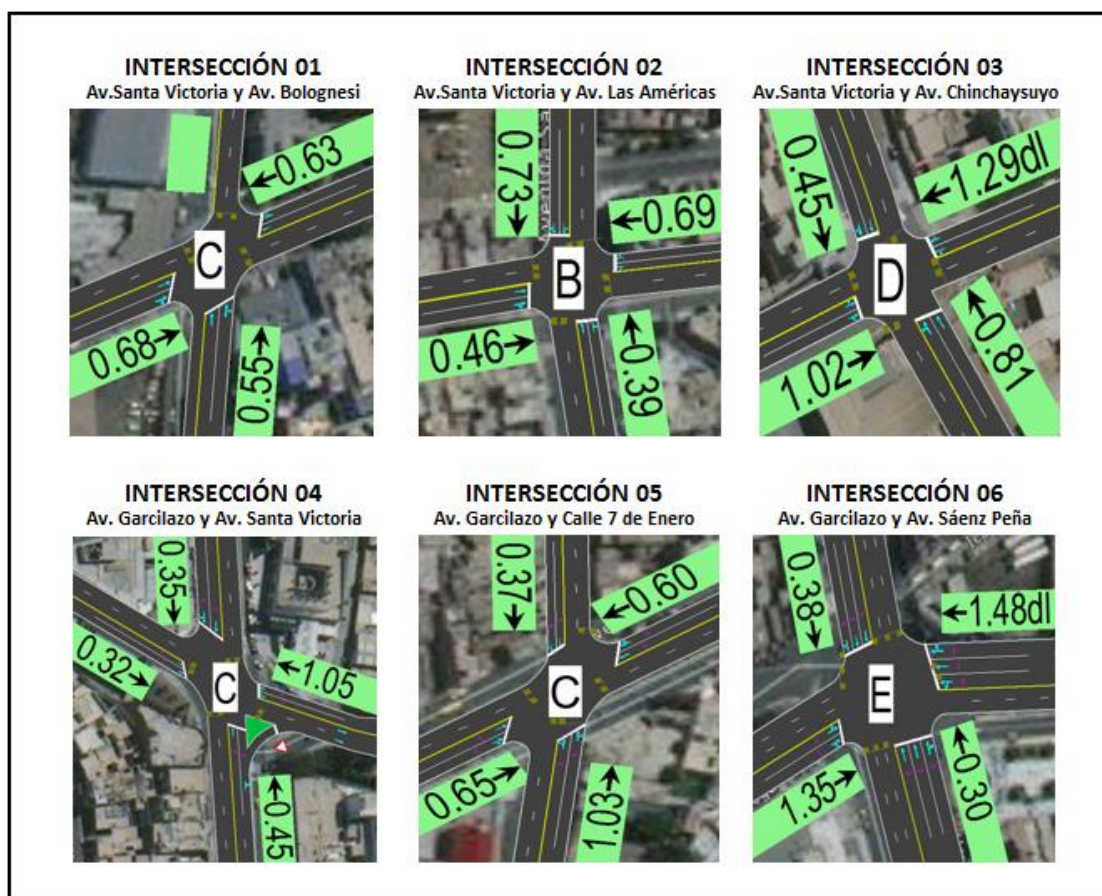 INTERSECCIÓN 01
Av.Santa Victoria y Av. Bolognesi
←0.63
C
0.68→
0.55→
INTERSECCIÓN 02
Av.Santa Victoria y Av. Las Américas
0.73→
←0.69
B
0.46→
←0.39
INTERSECCIÓN 03
Av.Santa Victoria y Av. Chinchaysuyo
0.45→
←1.29dl
D
1.02→
←0.81
INTERSECCIÓN 04
Av. Garcilazo y Av. Santa Victoria
0.35→
0.32→
←1.05
C
←0.45
INTERSECCIÓN 05
Av. Garcilazo y Calle 7 de Enero
0.37→
←0.60
C
0.65→
1.03→
INTERSECCIÓN 06
Av. Garcilazo y Av. Sáenz Peña
0.38→
←1.48dl
E
1.35→
←0.30